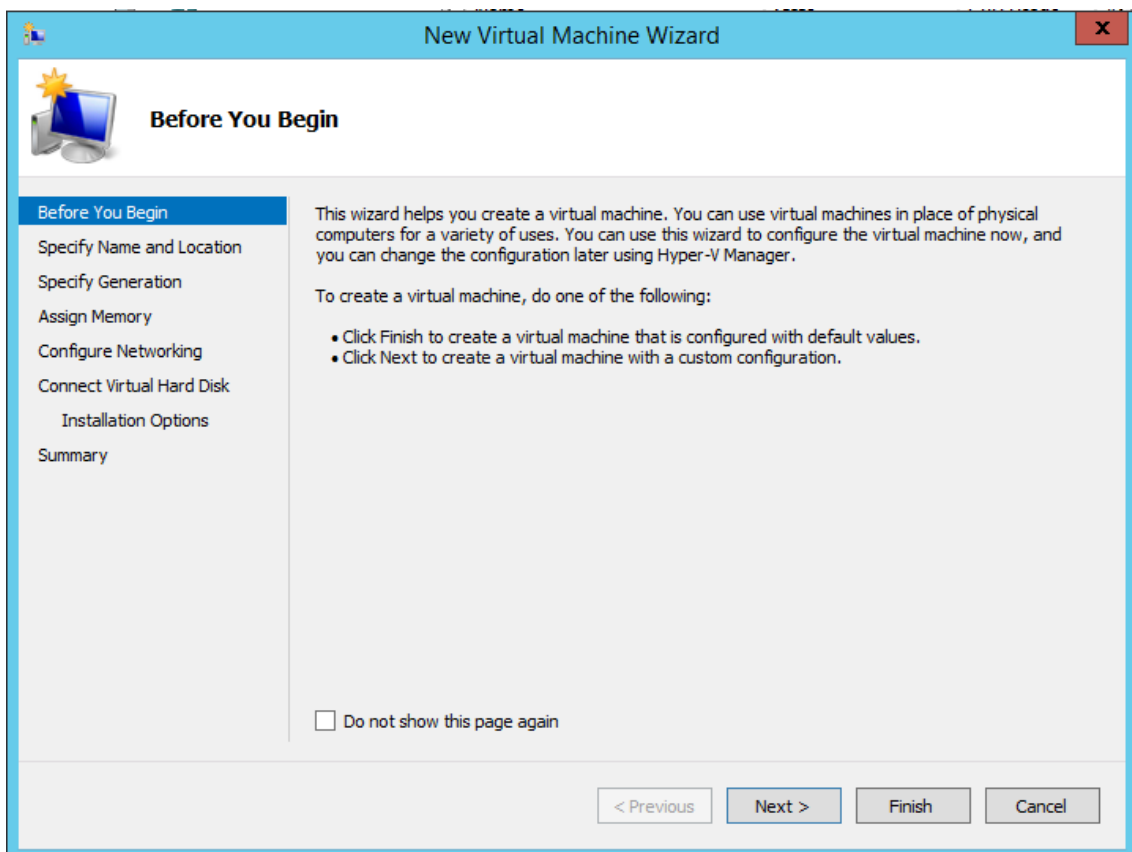 New Virtual Machine Wizard
x
Before You Begin
Before You Begin
Specify Name and Location
Specify Generation
Assign Memory
Configure Networking
Connect Virtual Hard Disk
Installation Options
Summary
This wizard helps you create a virtual machine. You can use virtual machines in place of physical
computers for a variety of uses. You can use this wizard to configure the virtual machine now, and
you can change the configuration later using Hyper-V Manager.
To create a virtual machine, do one of the following:
• Click Finish to create a virtual machine that is configured with default values.
• Click Next to create a virtual machine with a custom configuration.
Do not show this page again
< Previous
Next >
Finish
Cancel